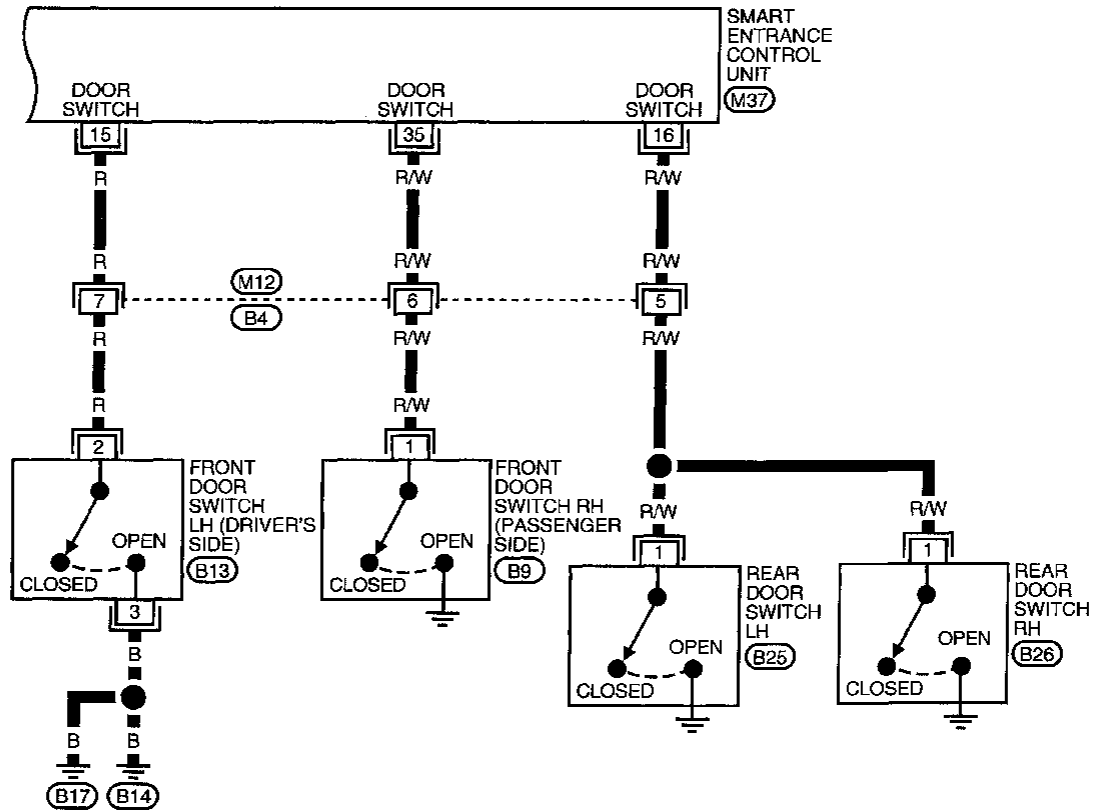 SMART
ENTRANCE
CONTROL
UNIT
M37
DOOR
SWITCH
DOOR
SWITCH
DOOR
SWITCH
15
35
16
R
R/W
R/W
R
R/W
R/W
M12
7
6
5
B4
R
R/W
R/W
R
R/W
2
1
FRONT
DOOR
SWITCH
LH (DRIVER'S
SIDE)
B13
OPEN
CLOSED
3
FRONT
DOOR
SWITCH RH
(PASSENGER
SIDE)
B9
OPEN
CLOSED
R/W
R/W
1
1
REAR
DOOR
SWITCH
LH
B25
OPEN
CLOSED
REAR
DOOR
SWITCH
RH
B26
OPEN
CLOSED
B
B
B
B17
B14